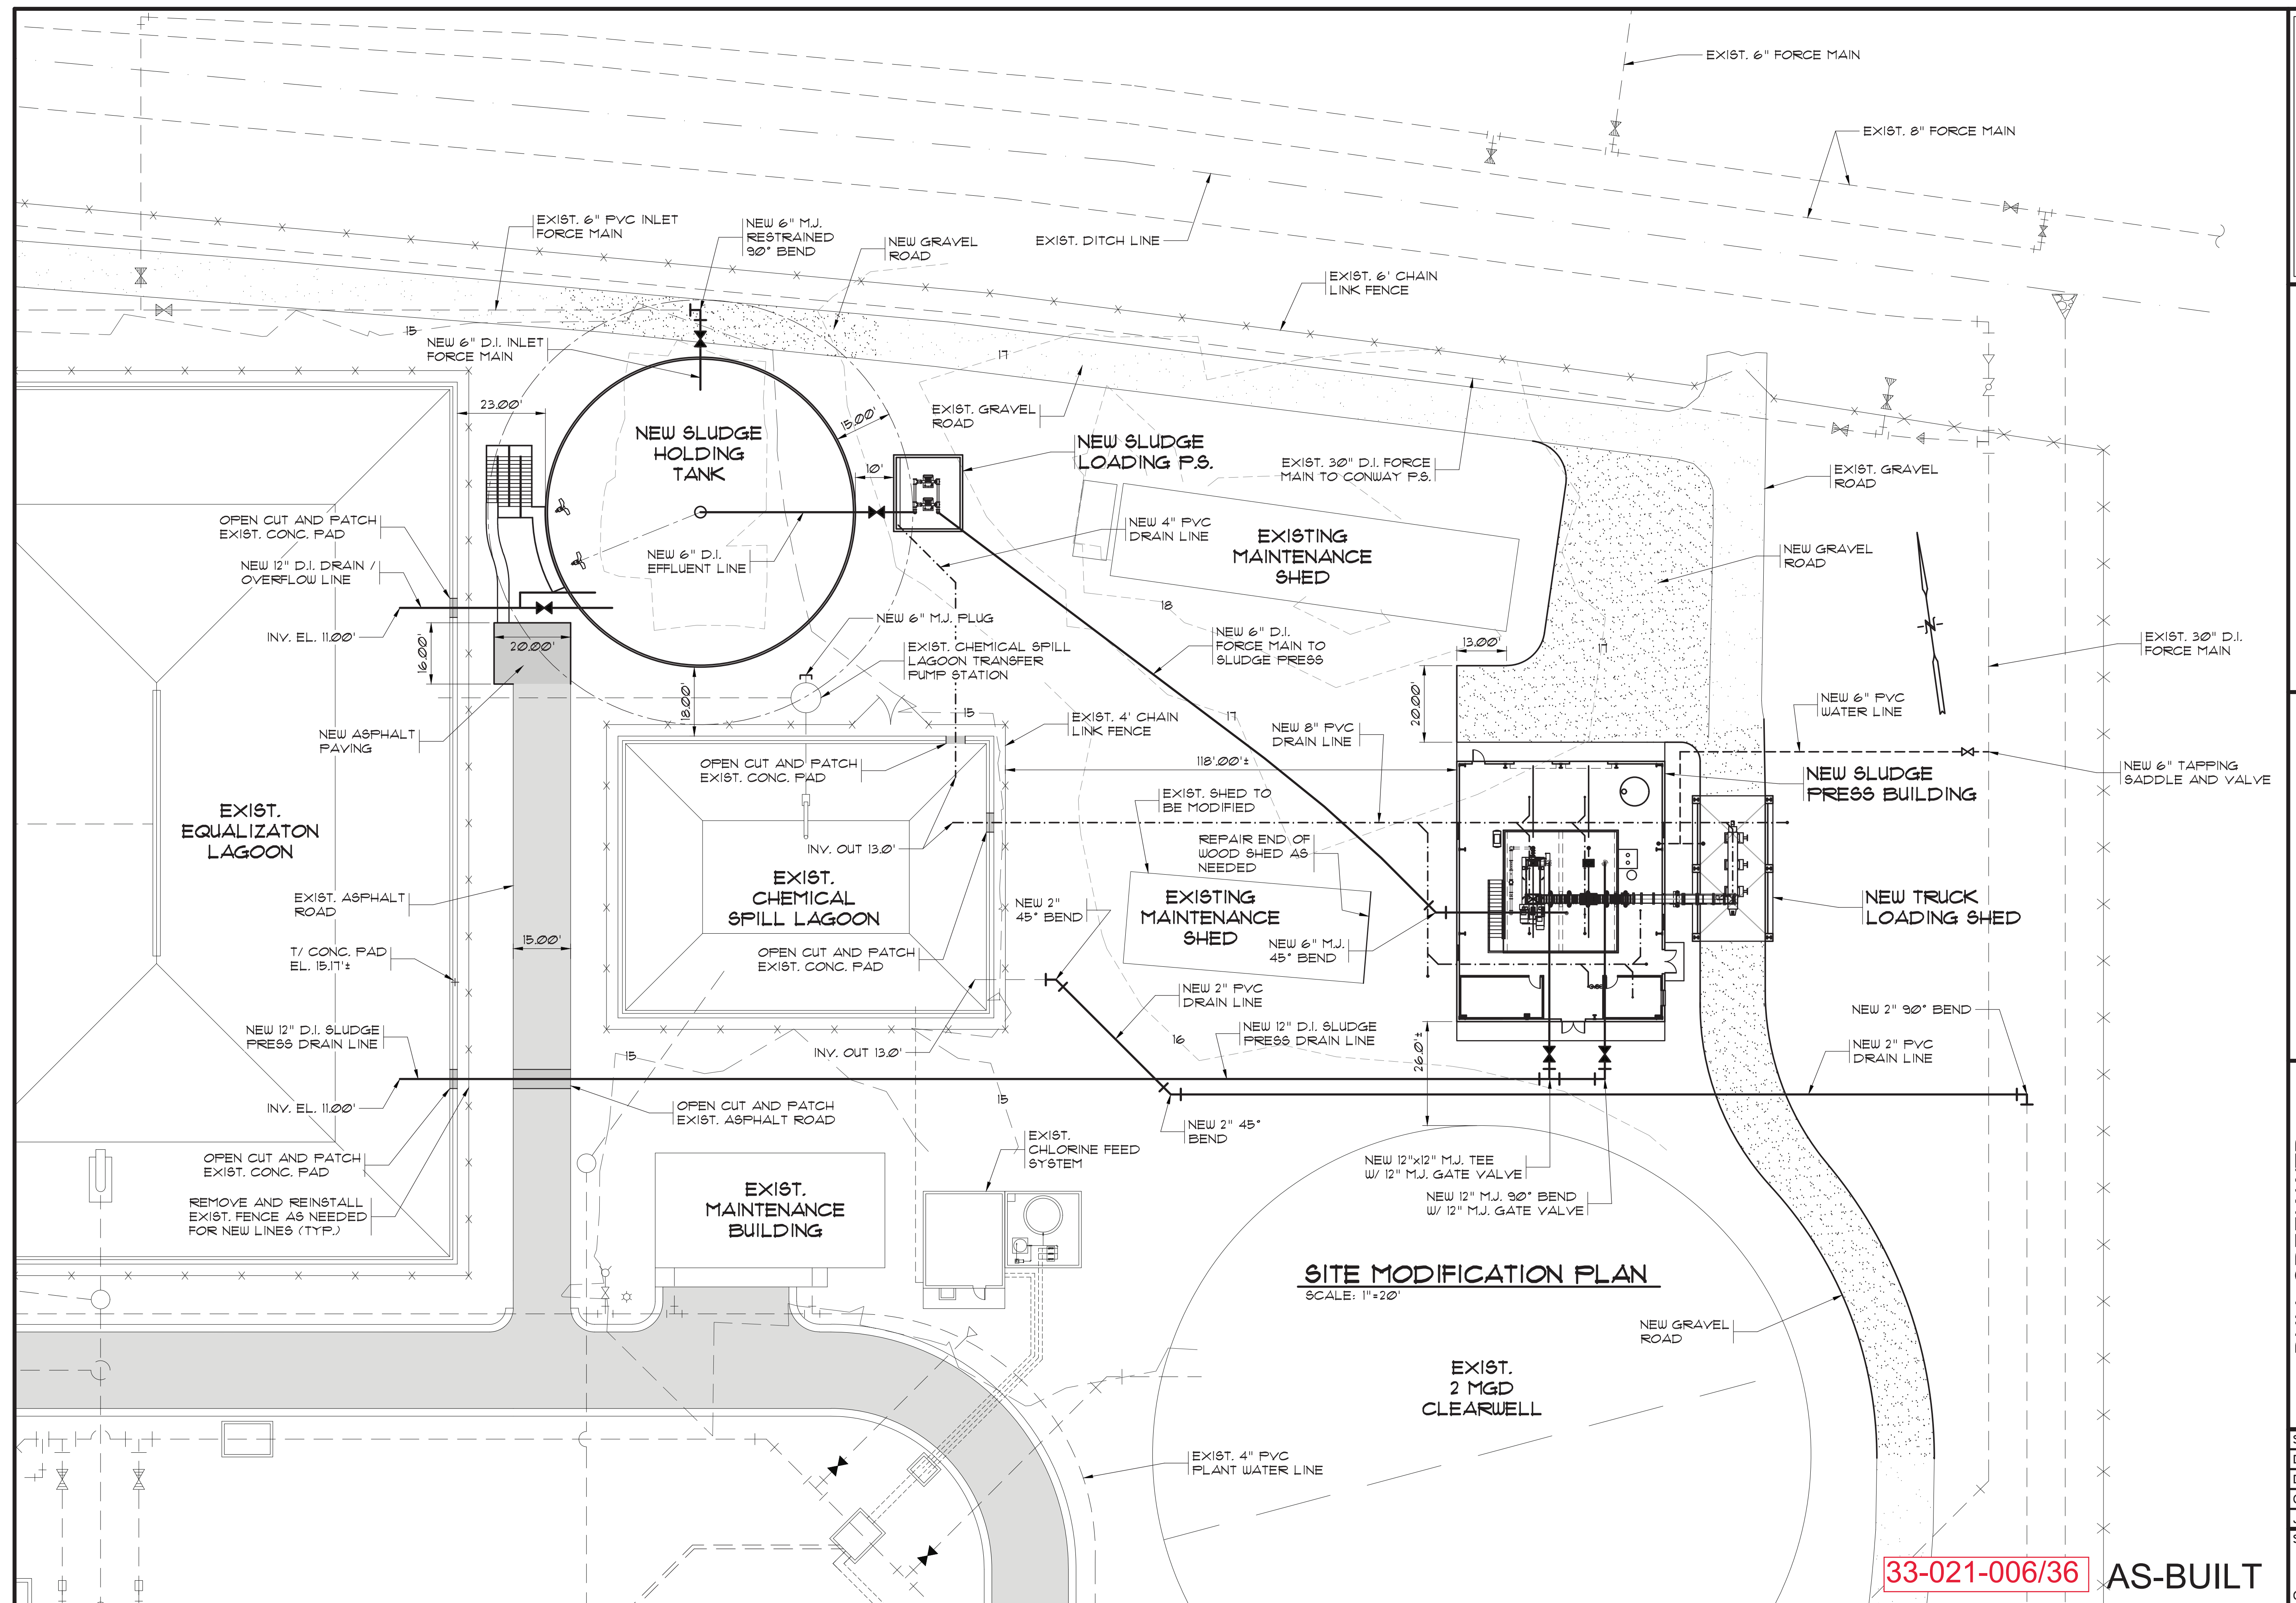 EXIST. 6" FORCE MAIN
EXIST. 8" FORCE MAIN
EXIST. 6" PVC INLET
FORCE MAIN
NEW 6" M.J.
RESTRAINED
90° BEND
NEW GRAVEL
ROAD
EXIST. DITCH LINE
EXIST. 6' CHAIN
LINK FENCE
15
NEW 6" D.I. INLET
FORCE MAIN
17
23.00'
15.00'
EXIST. GRAVEL
ROAD
NEW SLUDGE
HOLDING
TANK
10'
NEW SLUDGE
LOADING P.S.
EXIST. 30" D.I. FORCE
MAIN TO CONWAY P.S.
EXIST. GRAVEL
ROAD
OPEN CUT AND PATCH
EXIST. CONC. PAD
NEW 4" PVC
DRAIN LINE
EXISTING
MAINTENANCE
SHED
NEW GRAVEL
ROAD
NEW 6" D.I.
EFFLUENT LINE
NEW 12" D.I. DRAIN /
OVERFLOW LINE
18
N
INV. EL. 11.00'
NEW 6" M.J. PLUG
16.00'
20.00'
EXIST. CHEMICAL SPILL
LAGOON TRANSFER
PUMP STATION
NEW 6" D.I.
FORCE MAIN TO
SLUDGE PRESS
13.00'
17
EXIST. 30" D.I.
FORCE MAIN
18.00'
20.00'
NEW 6" PVC
WATER LINE
15
EXIST. 4' CHAIN
LINK FENCE
17
NEW 8" PVC
DRAIN LINE
NEW ASPHALT
PAVING
OPEN CUT AND PATCH
EXIST. CONC. PAD
118'.00'±
NEW SLUDGE
PRESS BUILDING
NEW 6" TAPPING
SADDLE AND VALVE
EXIST. SHED TO
BE MODIFIED
EXIST.
EQUALIZATON
LAGOON
INV. OUT 13.0'
REPAIR END OF
WOOD SHED AS
NEEDED
EXIST.
CHEMICAL
SPILL LAGOON
EXIST. ASPHALT
ROAD
NEW 2"
45° BEND
EXISTING
MAINTENANCE
SHED
NEW TRUCK
LOADING SHED
15.00'
T/ CONC. PAD
EL. 15.17'±
OPEN CUT AND PATCH
EXIST. CONC. PAD
NEW 6" M.J.
45° BEND
NEW 2" PVC
DRAIN LINE
NEW 2" 90° BEND
NEW 12" D.I. SLUDGE
PRESS DRAIN LINE
15
INV. OUT 13.0'
16
NEW 12" D.I. SLUDGE
PRESS DRAIN LINE
26.0'±
NEW 2" PVC
DRAIN LINE
INV. EL. 11.00'
OPEN CUT AND PATCH
EXIST. ASPHALT ROAD
15
NEW 2" 45°
BEND
OPEN CUT AND PATCH
EXIST. CONC. PAD
EXIST.
CHLORINE FEED
SYSTEM
NEW 12"x12" M.J. TEE
W/ 12" M.J. GATE VALVE
REMOVE AND REINSTALL
EXIST. FENCE AS NEEDED
FOR NEW LINES (TYP.)
EXIST.
MAINTENANCE
BUILDING
NEW 12" M.J. 90° BEND
W/ 12" M.J. GATE VALVE
SITE MODIFICATION PLAN
SCALE: 1"=20'
NEW GRAVEL
ROAD
EXIST.
2 MGD
CLEARWELL
EXIST. 4" PVC
PLANT WATER LINE
33-021-006/36
AS-BUILT